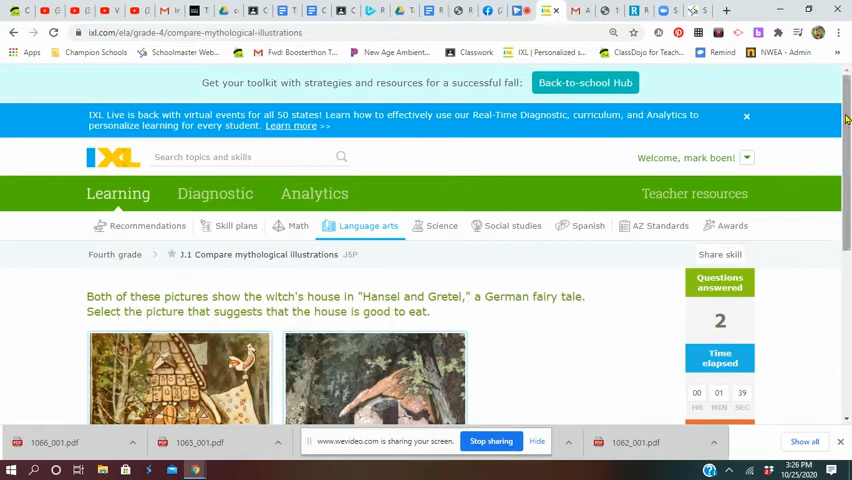 ixl.com/ela/grade-4/compare-mythological-illustrations
Apps Champion Schools Schoolmaster Web... Fwd: Boosterthon T... New Age Ambient... Classwork IXL | Personalized s... ClassDojo for Teac... Remind NWEA - Admin
Get your toolkit with strategies and resources for a successful fall: Back-to-school Hub
IXL Live is back with virtual events for all 50 states! Learn how to effectively use our Real-Time Diagnostic, curriculum, and Analytics to
personalize learning for every student. Learn more >>
IXL Search topics and skills Welcome, mark boen!
Learning Diagnostic Analytics Teacher resources
Recommendations Skill plans Math Language arts Science Social studies Spanish AZ Standards Awards
Fourth grade J.1 Compare mythological illustrations J5P Share skill
Both of these pictures show the witch's house in "Hansel and Gretel," a German fairy tale.
Select the picture that suggests that the house is good to eat.
Questions
answered
2
Time
elapsed
00 01 39
HR MIN SEC
1066_001.pdf 1065_001.pdf www.wevideo.com is sharing your screen. Stop sharing Hide 1062_001.pdf Show all
3:26 PM
10/25/2020